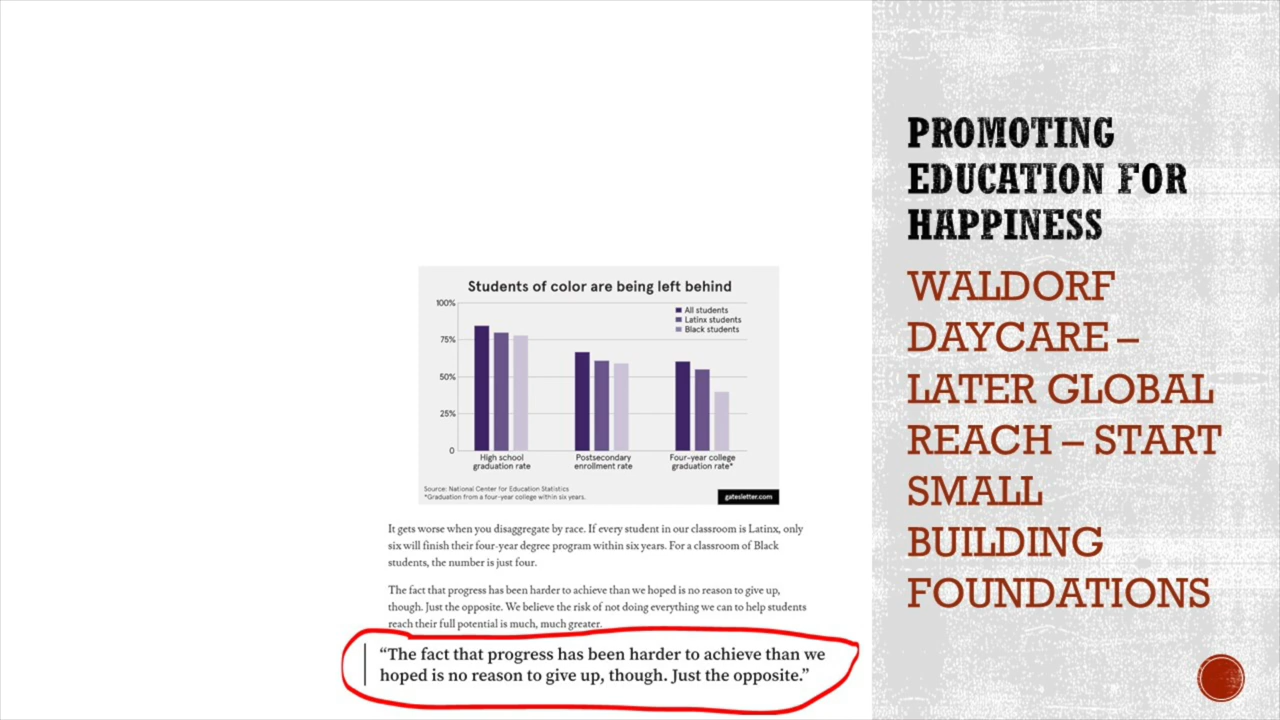 Students of color are being left behind
100%
75%
50%
25%
0
All students
Latinx students
Black students
High school
graduation rate
Postsecondary
enrollment rate
Four-year college
graduation rate*
Source: National Center for Education Statistics
*Graduation from a four-year college within six years.
gatesletter.com
It gets worse when you disaggregate by race. If every student in our classroom is Latinx, only
six will finish their four-year degree program within six years. For a classroom of Black
students, the number is just four.
The fact that progress has been harder to achieve than we hoped is no reason to give up,
though. Just the opposite. We believe the risk of not doing everything we can to help students
reach their full potential is much, much greater.
“The fact that progress has been harder to achieve than we
hoped is no reason to give up, though. Just the opposite.”
PROMOTING
EDUCATION FOR
HAPPINESS
WALDORF
DAYCARE –
LATER GLOBAL
REACH – START
SMALL
BUILDING
FOUNDATIONS